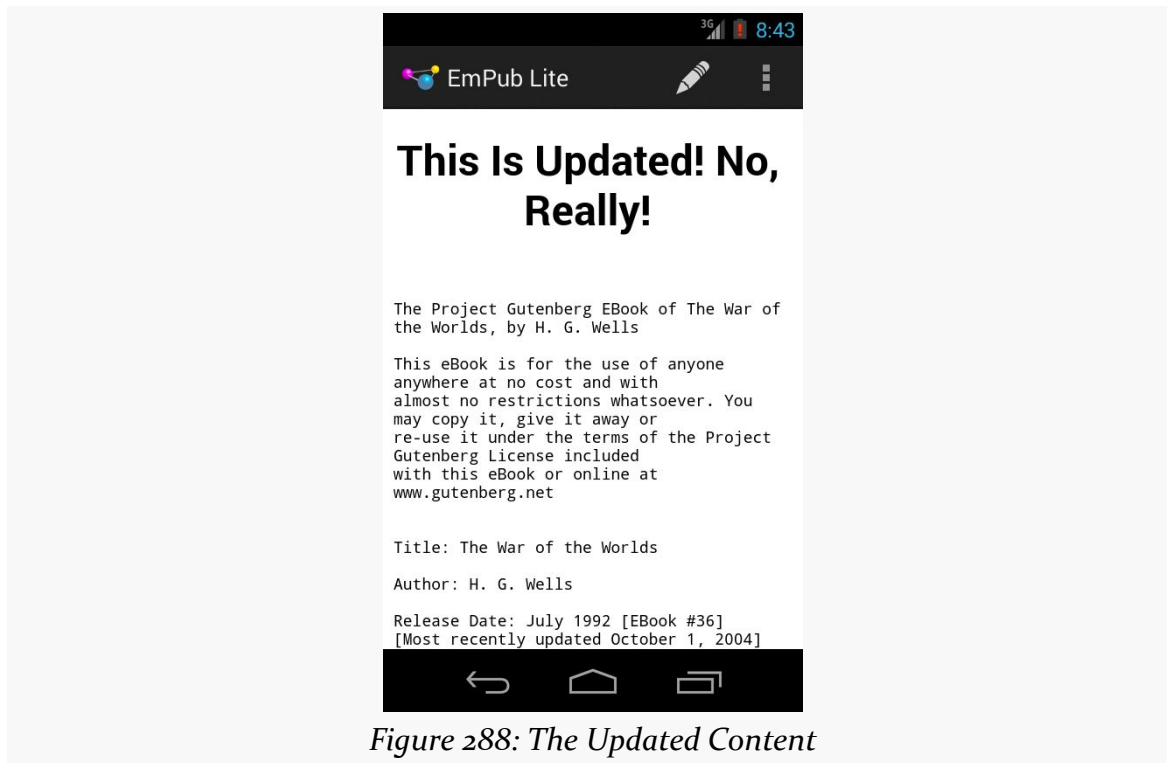 3G 8:43
EmPub Lite
This Is Updated! No,
Really!
The Project Gutenberg EBook of The War of
the Worlds, by H. G. Wells
This eBook is for the use of anyone
anywhere at no cost and with
almost no restrictions whatsoever. You
may copy it, give it away or
re-use it under the terms of the Project
Gutenberg License included
with this eBook or online at
www.gutenberg.net
Title: The War of the Worlds
Author: H. G. Wells
Release Date: July 1992 [EBook #36]
[Most recently updated October 1, 2004]
Figure 288: The Updated Content